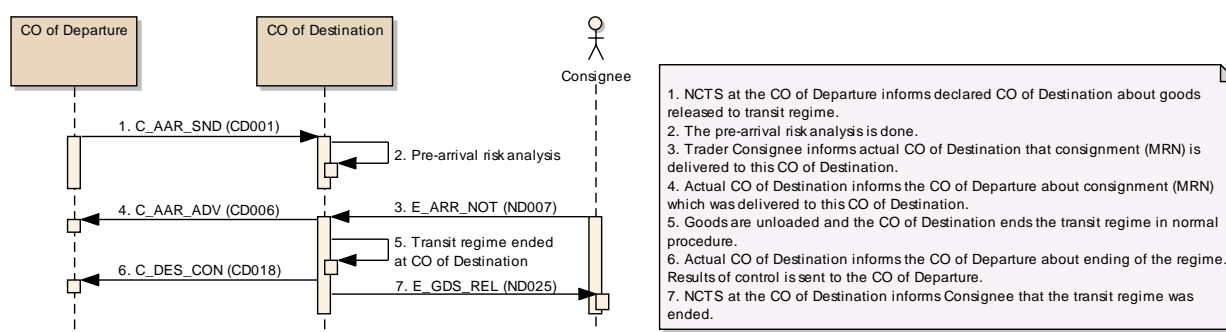 CO of Departure
CO of Destination
Consignee
1. C_AAR_SND (CD001)
2. Pre-arrival risk analysis
3. E_ARR_NOT (ND007)
4. C_AAR_ADV (CD006)
5. Transit regime ended
at CO of Destination
6. C_DES_CON (CD018)
7. E_GDS_REL (ND025)
1. NCTS at the CO of Departure informs declared CO of Destination about goods
released to transit regime.
2. The pre-arrival risk analysis is done.
3. Trader Consignee informs actual CO of Destination that consignment (MRN) is
delivered to this CO of Destination.
4. Actual CO of Destination informs the CO of Departure about consignment (MRN)
which was delivered to this CO of Destination.
5. Goods are unloaded and the CO of Destination ends the transit regime in normal
procedure.
6. Actual CO of Destination informs the CO of Departure about ending of the regime.
Results of control is sent to the CO of Departure.
7. NCTS at the CO of Destination informs Consignee that the transit regime was
ended.